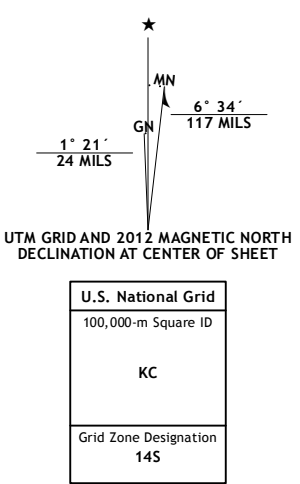 MN
GN
6° 34´
117 MILS
1° 21´
24 MILS
UTM GRID AND 2012 MAGNETIC NORTH
DECLINATION AT CENTER OF SHEET
U.S. National Grid
100,000-m Square ID
KC
Grid Zone Designation
14S